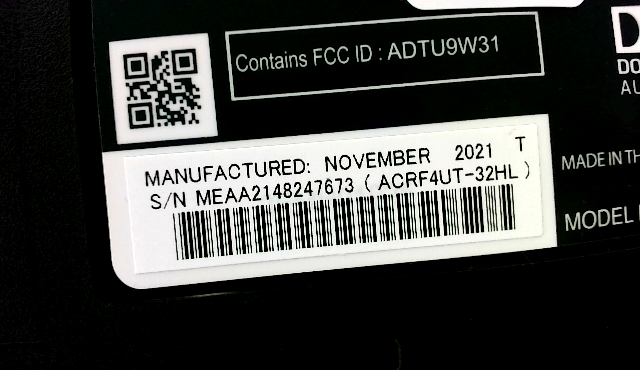 Contains FCC ID : ADTU9W31
MANUFACTURED: NOVEMBER 2021 T
S/N MEAA2148247673 ( ACRF4UT-32HL )
MADE IN TH
MODEL